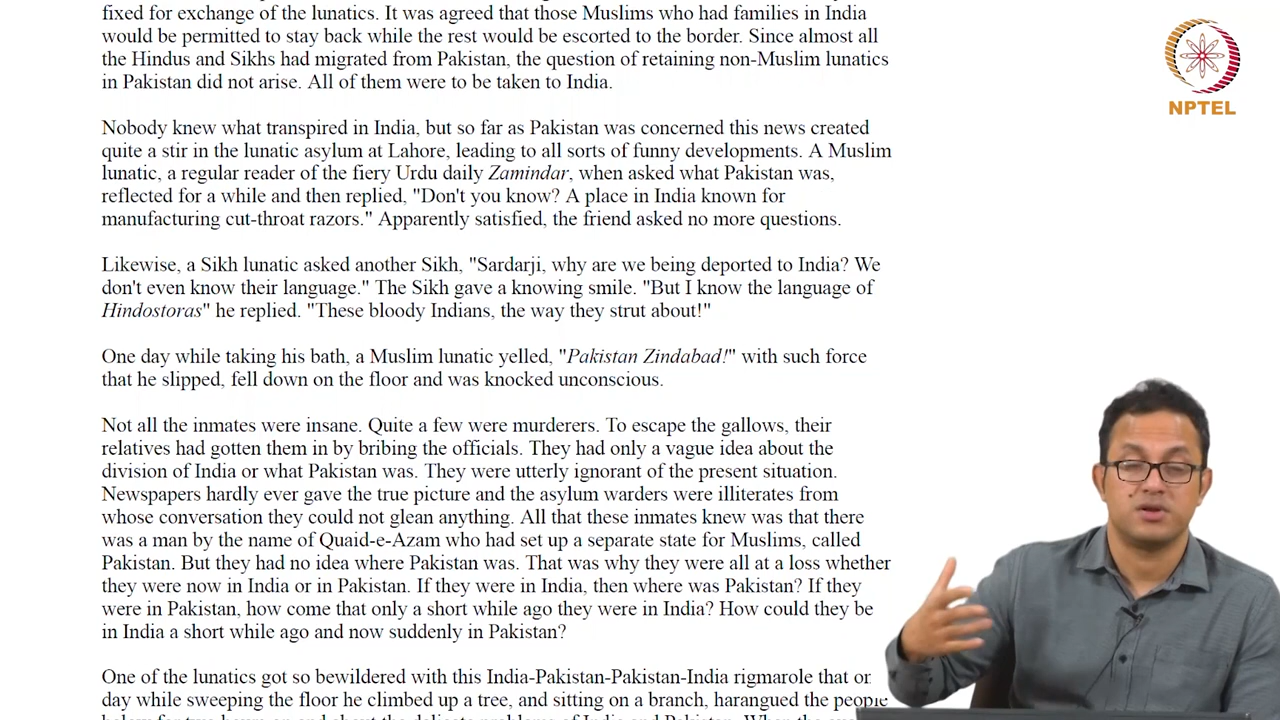 fixed for exchange of the lunatics. It was agreed that those Muslims who had families in India
would be permitted to stay back while the rest would be escorted to the border. Since almost all
the Hindus and Sikhs had migrated from Pakistan, the question of retaining non-Muslim lunatics
in Pakistan did not arise. All of them were to be taken to India.
Nobody knew what transpired in India, but so far as Pakistan was concerned this news created
quite a stir in the lunatic asylum at Lahore, leading to all sorts of funny developments. A Muslim
lunatic, a regular reader of the fiery Urdu daily Zamindar, when asked what Pakistan was,
reflected for a while and then replied, "Don't you know? A place in India known for
manufacturing cut-throat razors." Apparently satisfied, the friend asked no more questions.
Likewise, a Sikh lunatic asked another Sikh, "Sardarji, why are we being deported to India? We
don't even know their language." The Sikh gave a knowing smile. "But I know the language of
Hindostoras" he replied. "These bloody Indians, the way they strut about!"
One day while taking his bath, a Muslim lunatic yelled, "Pakistan Zindabad!" with such force
that he slipped, fell down on the floor and was knocked unconscious.
Not all the inmates were insane. Quite a few were murderers. To escape the gallows, their
relatives had gotten them in by bribing the officials. They had only a vague idea about the
division of India or what Pakistan was. They were utterly ignorant of the present situation.
Newspapers hardly ever gave the true picture and the asylum warders were illiterates from
whose conversation they could not glean anything. All that these inmates knew was that there
was a man by the name of Quaid-e-Azam who had set up a separate state for Muslims, called
Pakistan. But they had no idea where Pakistan was. That was why they were all at a loss whether
they were now in India or in Pakistan. If they were in India, then where was Pakistan? If they
were in Pakistan, how come that only a short while ago they were in India? How could they be
in India a short while ago and now suddenly in Pakistan?
One of the lunatics got so bewildered with this India-Pakistan-Pakistan-India rigmarole that
day while sweeping the floor he climbed up a tree, and sitting on a branch, harangued the people
NPTEL